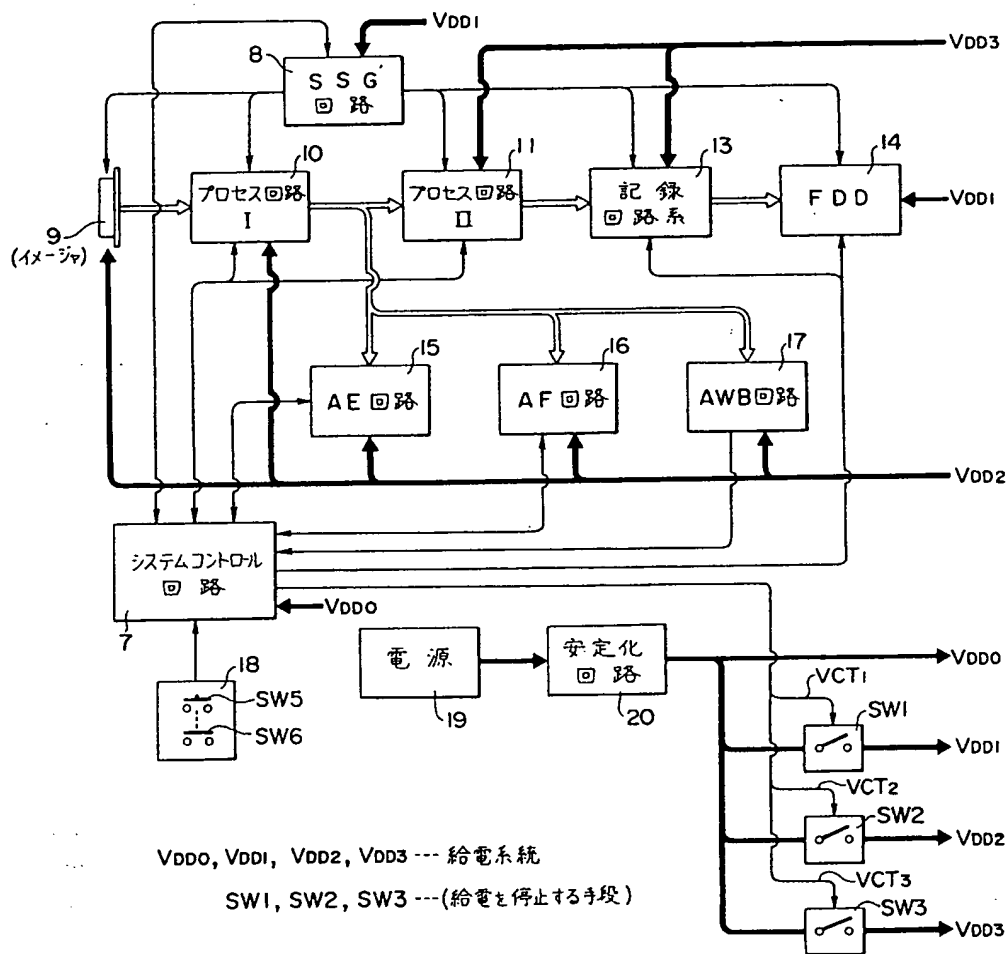 VDD1
8
SSG
回路
VDD3
10
プロセス回路
I
11
プロセス回路
II
13
記録
回路系
14
FDD
VDD1
9
(イメージャ)
15
AE回路
16
AF回路
17
AWB回路
VDD2
システムコントロール
回路
7
VDD0
18
SW5
SW6
電源
19
安定化
回路
20
VDD0
VCT1
SW1
VDD1
VCT2
SW2
VDD2
VCT3
SW3
VDD3
VDD0, VDD1, VDD2, VDD3 --- 給電系統
SW1, SW2, SW3 ---(給電を停止する手段)